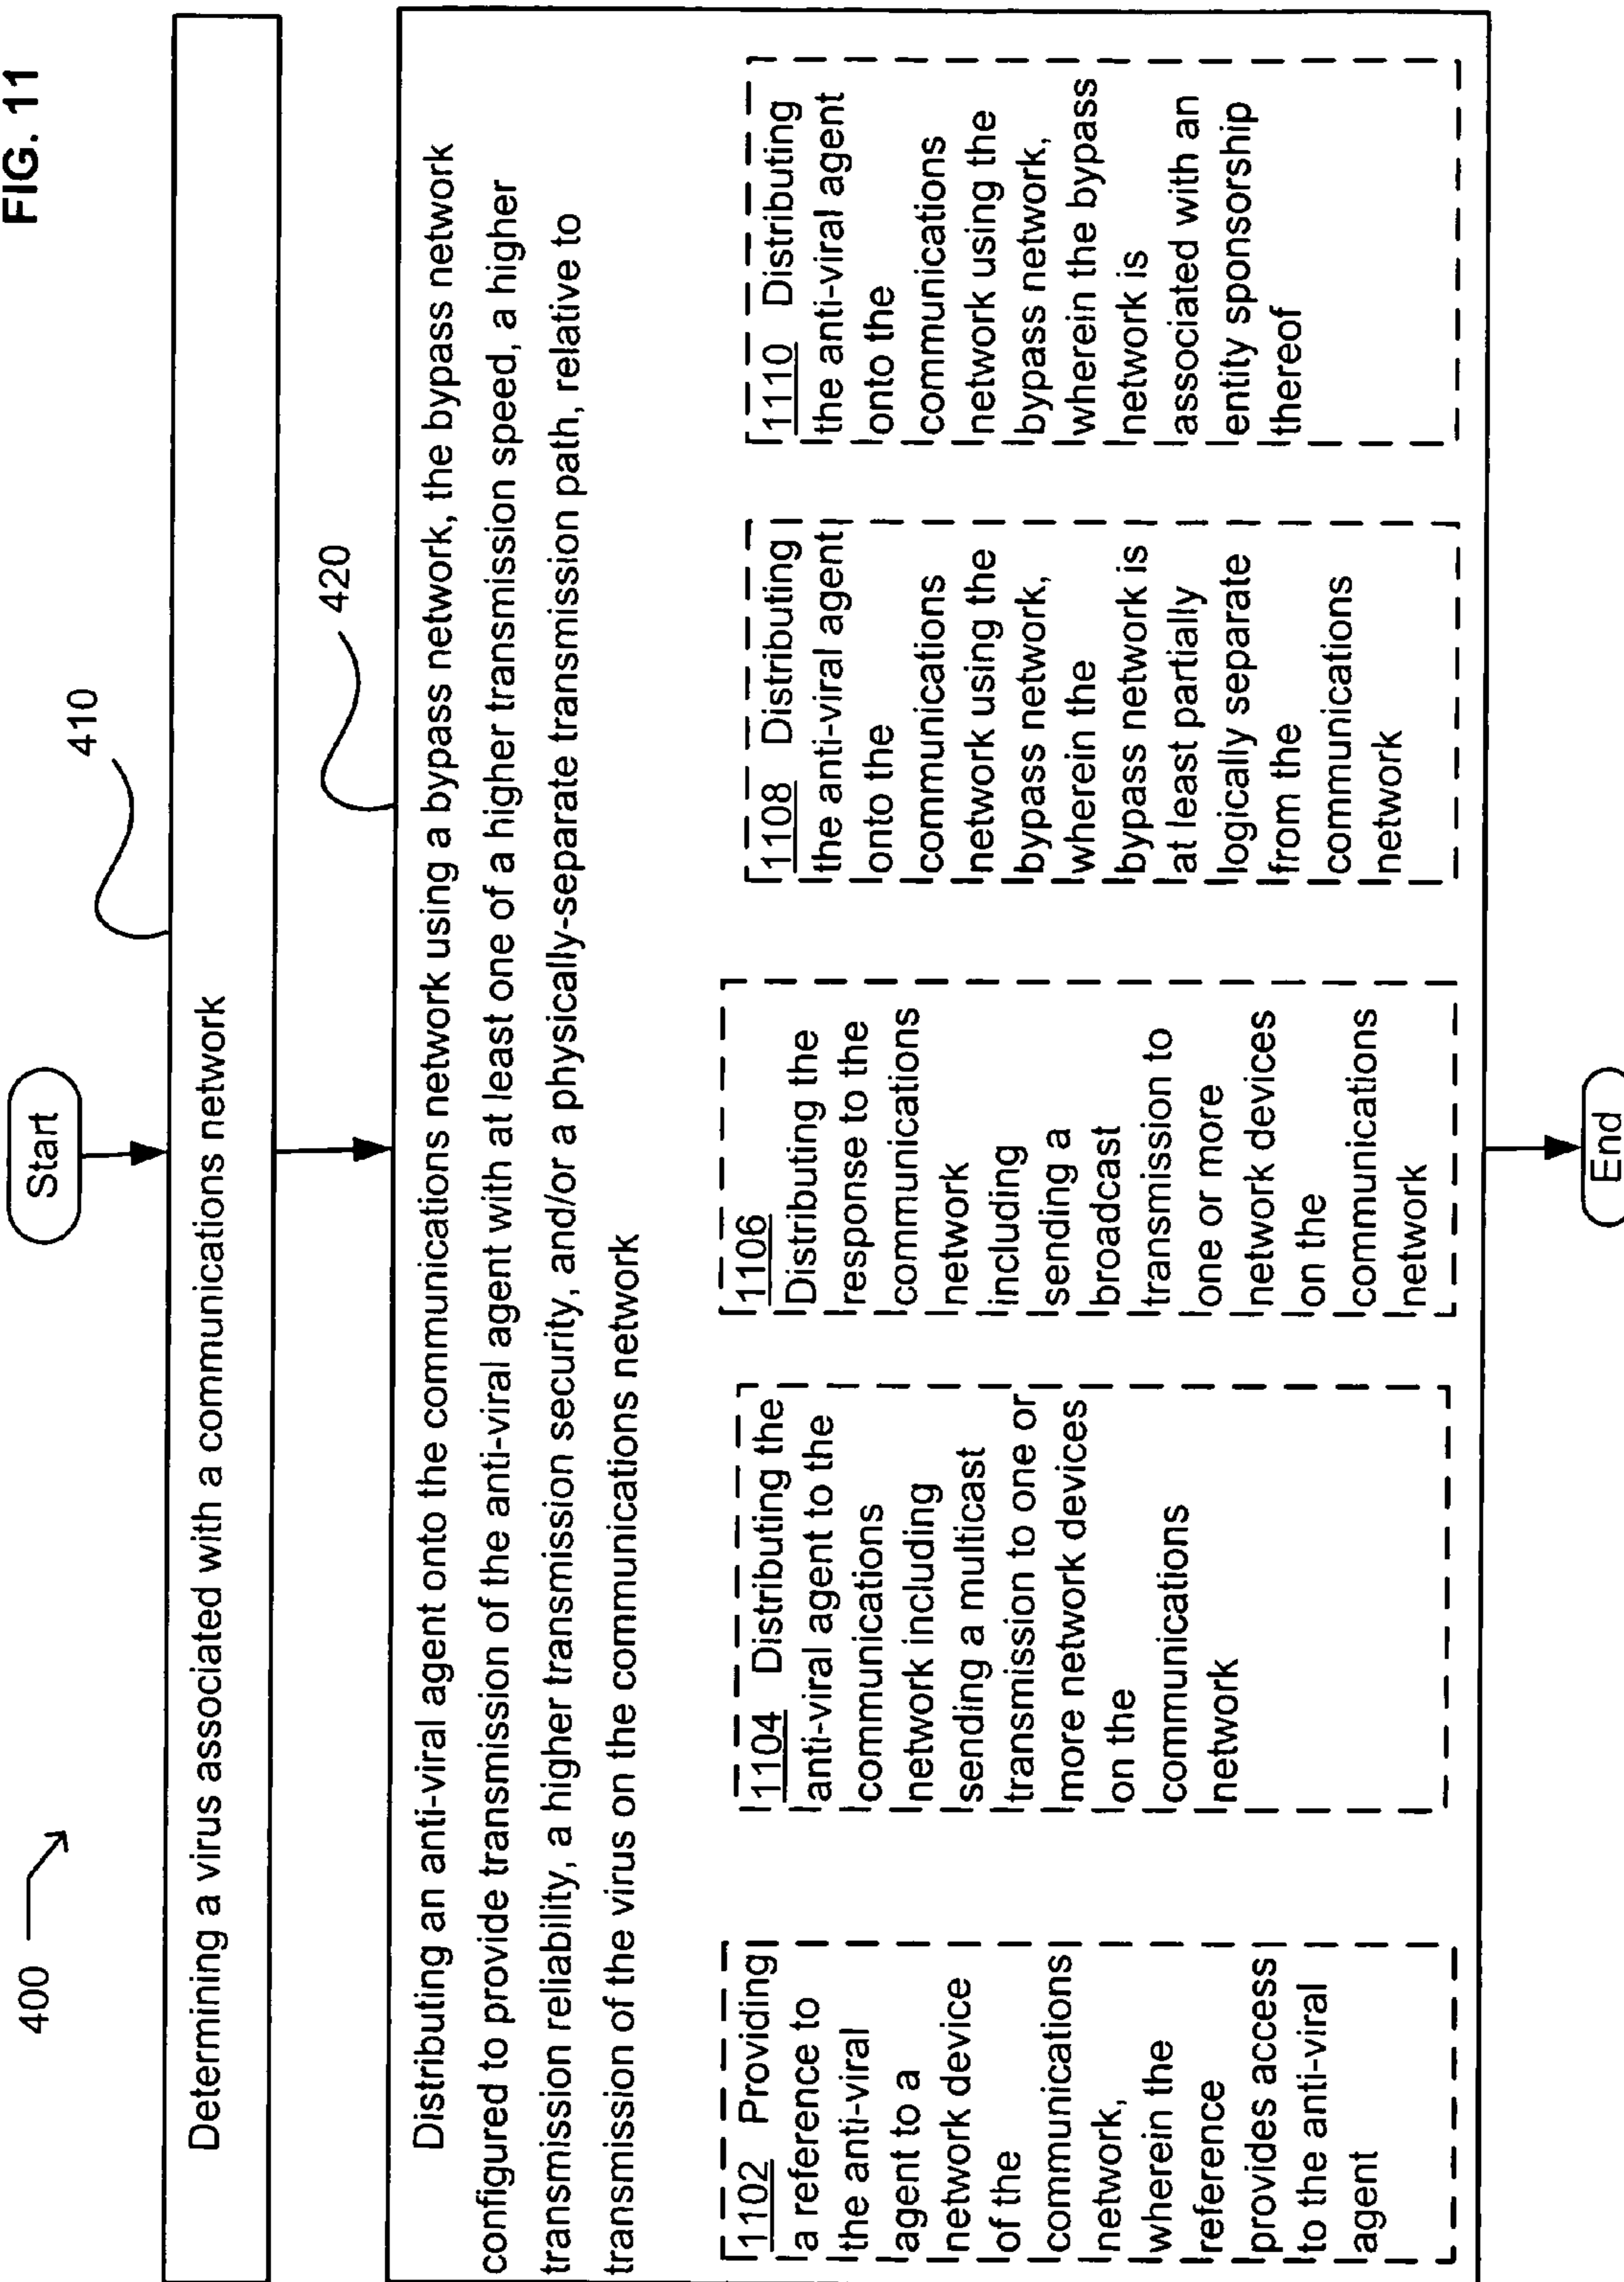 FIG. 11
400
Start
410
Determining a virus associated with a communications network
420
Distributing an anti-viral agent onto the communications network using a bypass network, the bypass network
configured to provide transmission of the anti-viral agent with at least one of a higher transmission speed, a higher
transmission reliability, a higher transmission security, and/or a physically-separate transmission path, relative to
transmission of the virus on the communications network
1102 Providing
a reference to
the anti-viral
agent to a
network device
of the
communications
network,
wherein the
reference
provides access
to the anti-viral
agent
1104 Distributing the
anti-viral agent to the
communications
network including
sending a multicast
transmission to one or
more network devices
on the
communications
network
1106
Distributing the
response to the
communications
network
including
sending a
broadcast
transmission to
one or more
network devices
on the
communications
network
1108 Distributing
the anti-viral agent
onto the
communications
network using the
bypass network,
wherein the
bypass network is
at least partially
logically separate
from the
communications
network
1110 Distributing
the anti-viral agent
onto the
communications
network using the
bypass network,
wherein the bypass
network is
associated with an
entity sponsorship
thereof
End